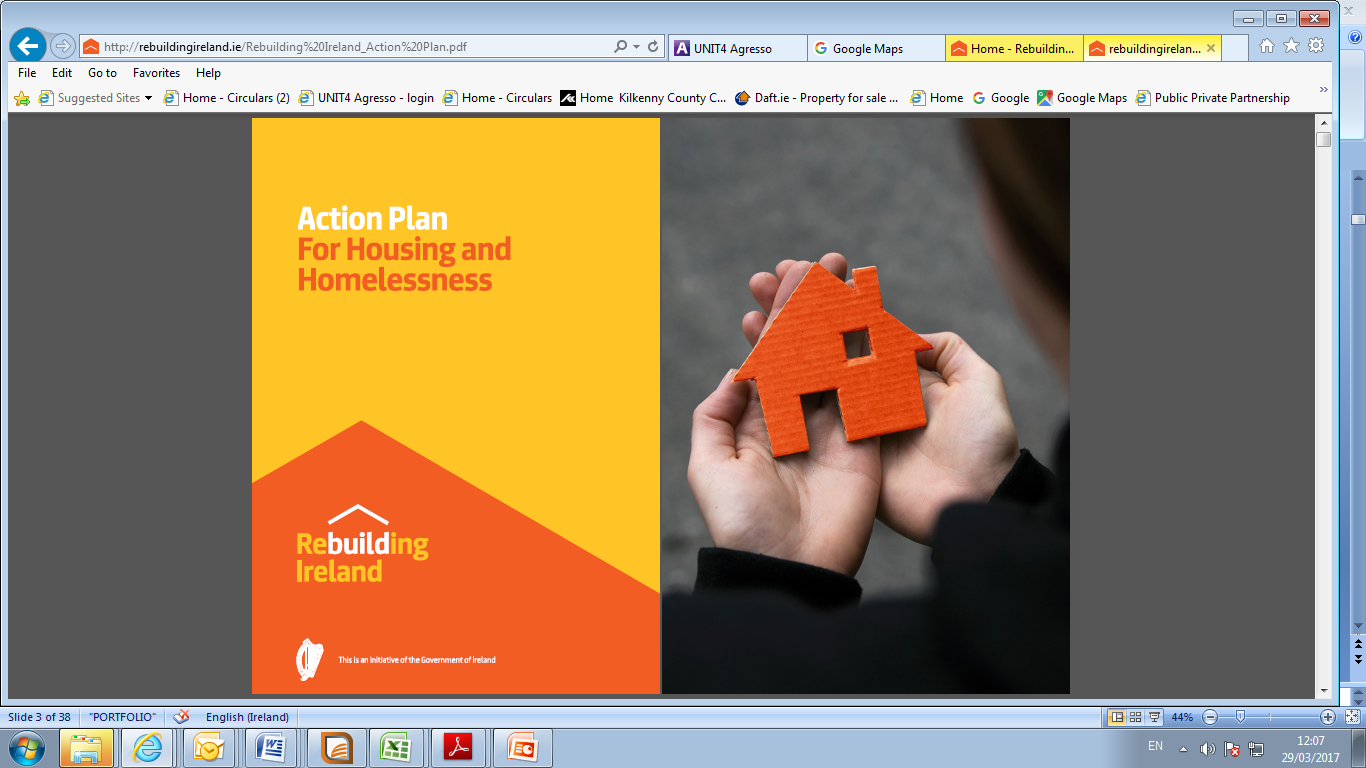 http://rebuildingireland.ie/Rebuilding%20Ireland_Action%20Plan.pdf
UNIT4 Agresso
Google Maps
Home - Rebuildin...
rebuildingirelan...
File Edit Go to Favorites Help
Suggested Sites
Home - Circulars (2)
UNIT4 Agresso - login
Home - Circulars
Home Kilkenny County C...
Daft.ie - Property for sale ...
Home
Google
Google Maps
Public Private Partnership
Action Plan
For Housing and
Homelessness
Rebuilding
Ireland
This is an initiative of the Government of Ireland
Slide 3 of 38
"PORTFOLIO"
English (Ireland)
44%
EN
12:07
29/03/2017